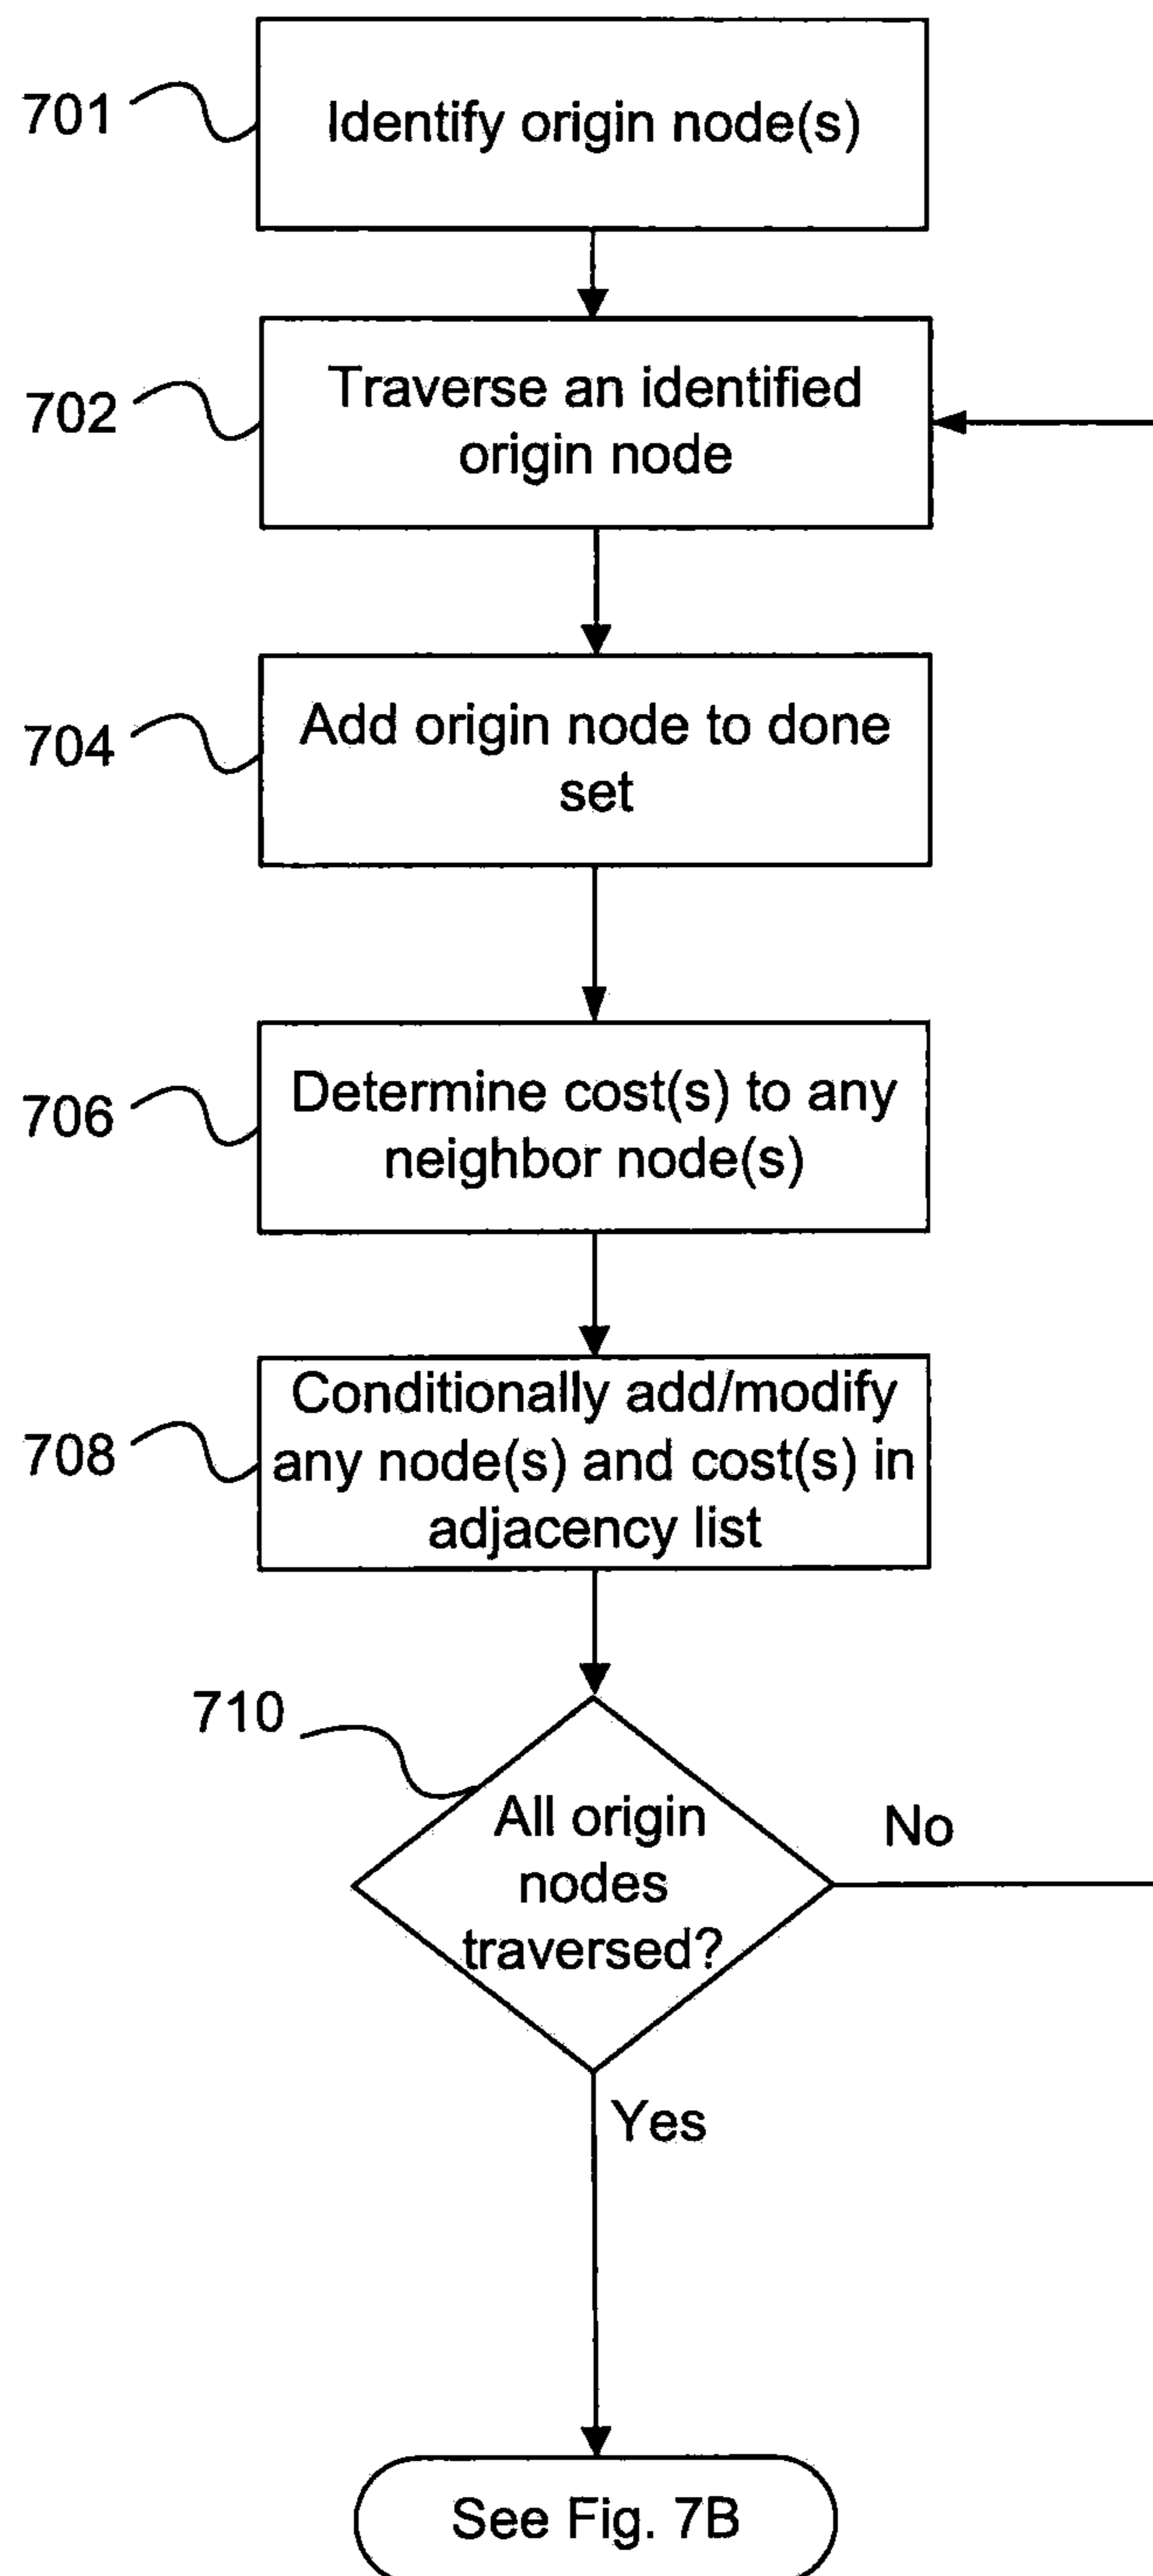 701
Identify origin node(s)
702
Traverse an identified
origin node
704
Add origin node to done
set
706
Determine cost(s) to any
neighbor node(s)
708
Conditionally add/modify
any node(s) and cost(s) in
adjacency list
710
All origin
nodes
traversed?
No
Yes
See Fig. 7B